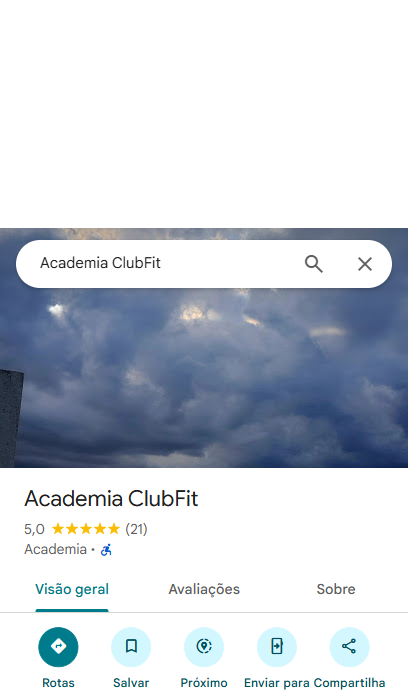 Academia ClubFit
Academia ClubFit
5,0 (21)
Academia ·
Visão geral Avaliações Sobre
Rotas Salvar Próximo Enviar para Compartilha